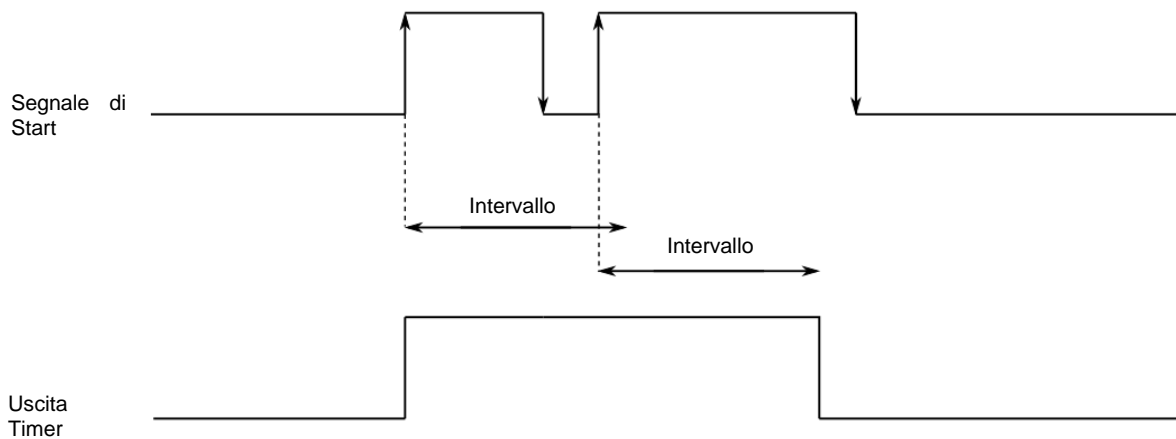 Segnale di
Start
Intervallo
Intervallo
Uscita
Timer